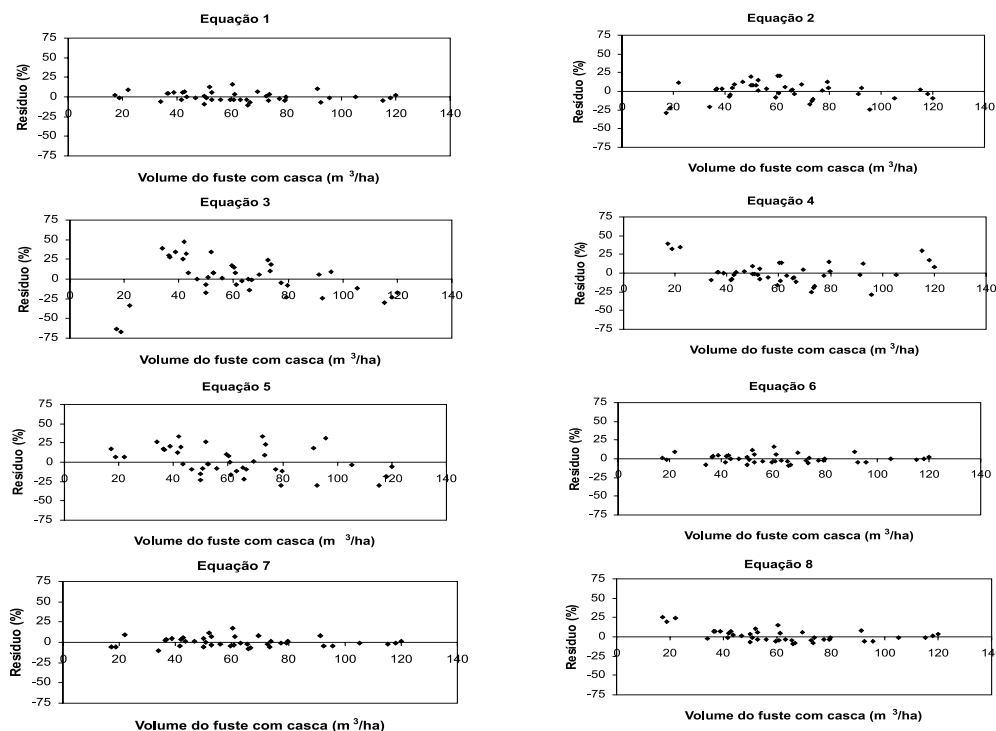 Equação 1
Resíduo (%)
75
50
25
0
-25
-50
-75
0 20 40 60 80 100 120 140
Volume do fuste com casca (m ³/ha)
Equação 2
Resíduo (%)
75
50
25
0
-25
-50
-75
0 20 40 60 80 100 120 140
Volume do fuste com casca (m ³/ha)
Equação 3
Resíduo (%)
75
50
25
0
-25
-50
-75
0 20 40 60 80 100 120 140
Volume do fuste com casca (m ³/ha)
Equação 4
Resíduo (%)
75
50
25
0
-25
-50
-75
0 20 40 60 80 100 120 140
Volume do fuste com casca (m ³/ha)
Equação 5
Resíduo (%)
75
50
25
0
-25
-50
-75
0 20 40 60 80 100 120 140
Volume do fuste com casca (m ³/ha)
Equação 6
Resíduo (%)
75
50
25
0
-25
-50
-75
0 20 40 60 80 100 120 140
Volume do fuste com casca (m ³/ha)
Equação 7
Resíduo (%)
75
50
25
0
-25
-50
-75
0 20 40 60 80 100 120 140
Volume do fuste com casca (m ³/ha)
Equação 8
Resíduo (%)
75
50
25
0
-25
-50
-75
0 20 40 60 80 100 120 140
Volume do fuste com casca (m ³/ha)